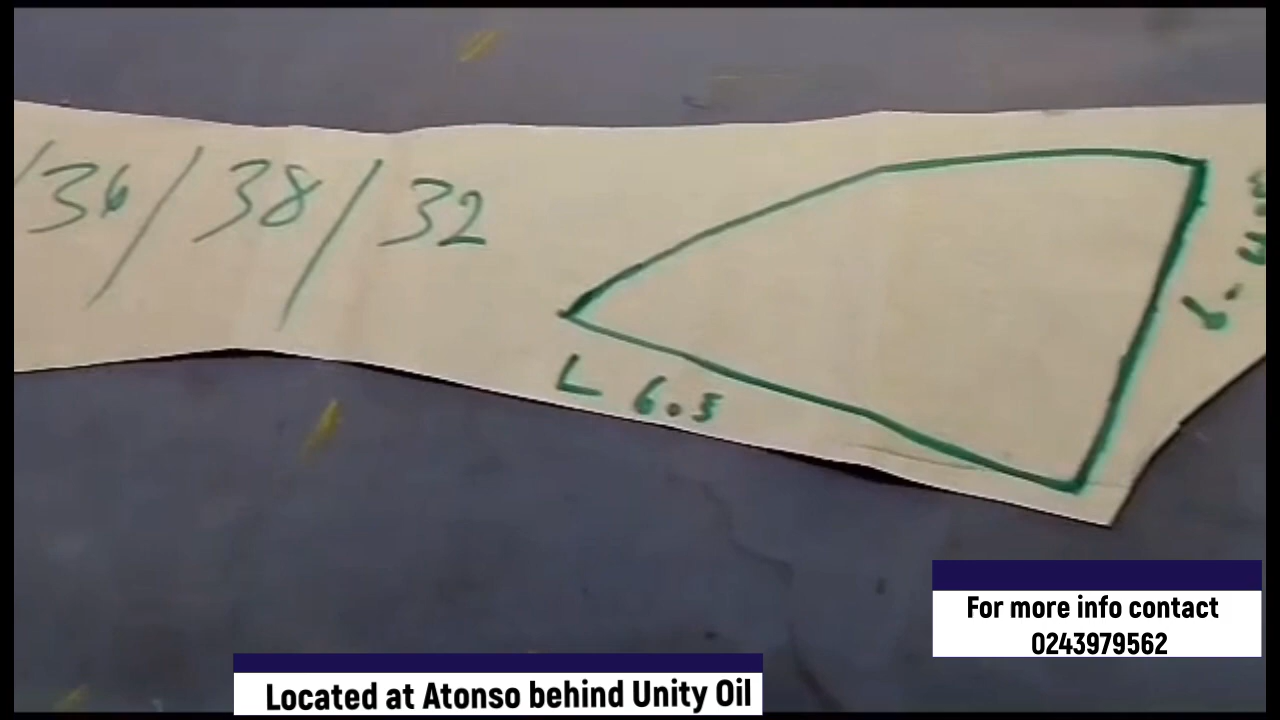 /36/38/32
L 6.5
For more info contact
0243979562
Located at Atonso behind Unity Oil